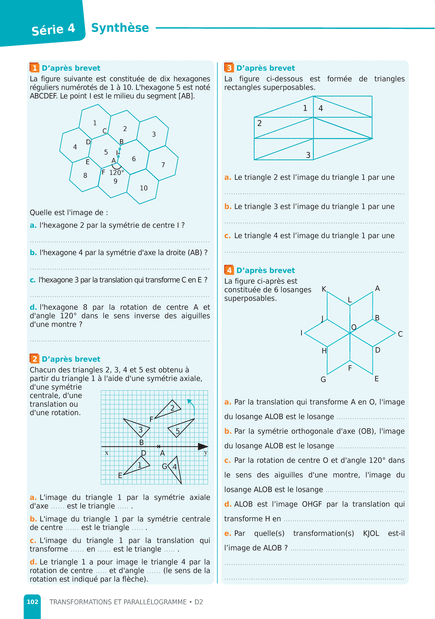 Série 4
Synthèse
1 D'après brevet
La figure suivante est constituée de dix hexagones
réguliers numérotés de 1 à 10. L'hexagone 5 est noté
ABCDEF. Le point I est le milieu du segment [AB].
1
2
3
C
4
D
B
5
I
A
6
7
E
F
120°
8
9
10
Quelle est l'image de :
a. l'hexagone 2 par la symétrie de centre I ?
b. l'hexagone 4 par la symétrie d'axe la droite (AB) ?
c. l'hexagone 3 par la translation qui transforme C en E ?
d. l'hexagone 8 par la rotation de centre A et
d'angle 120° dans le sens inverse des aiguilles
d'une montre ?
2 D'après brevet
Chacun des triangles 2, 3, 4 et 5 est obtenu à
partir du triangle 1 à l'aide d'une symétrie axiale,
d'une symétrie
centrale, d'une
translation ou
d'une rotation.
2
F
3
5
B
x
D
A
y
1
G
4
E
a. L'image du triangle 1 par la symétrie axiale
d'axe ...... est le triangle ..... .
b. L'image du triangle 1 par la symétrie centrale
de centre ...... est le triangle ..... .
c. L'image du triangle 1 par la translation qui
transforme ...... en ...... est le triangle ..... .
d. Le triangle 1 a pour image le triangle 4 par la
rotation de centre ..... et d'angle ...... (le sens de la
rotation est indiqué par la flèche).
3 D'après brevet
La figure ci-dessous est formée de triangles
rectangles superposables.
1
4
2
3
a. Le triangle 2 est l'image du triangle 1 par une
b. Le triangle 3 est l'image du triangle 1 par une
c. Le triangle 4 est l'image du triangle 1 par une
4 D'après brevet
La figure ci-après est
constituée de 6 losanges
superposables.
K
A
L
J
B
I
O
C
H
D
F
G
E
a. Par la translation qui transforme A en O, l'image
du losange ALOB est le losange
b. Par la symétrie orthogonale d'axe (OB), l'image
du losange ALOB est le losange
c. Par la rotation de centre O et d'angle 120° dans
le sens des aiguilles d'une montre, l'image du
losange ALOB est le losange
d. ALOB est l'image OHGF par la translation qui
transforme H en
e. Par quelle(s) transformation(s) KJOL est-il
l'image de ALOB ?
102 TRANSFORMATIONS ET PARALLÉLOGRAMME • D2